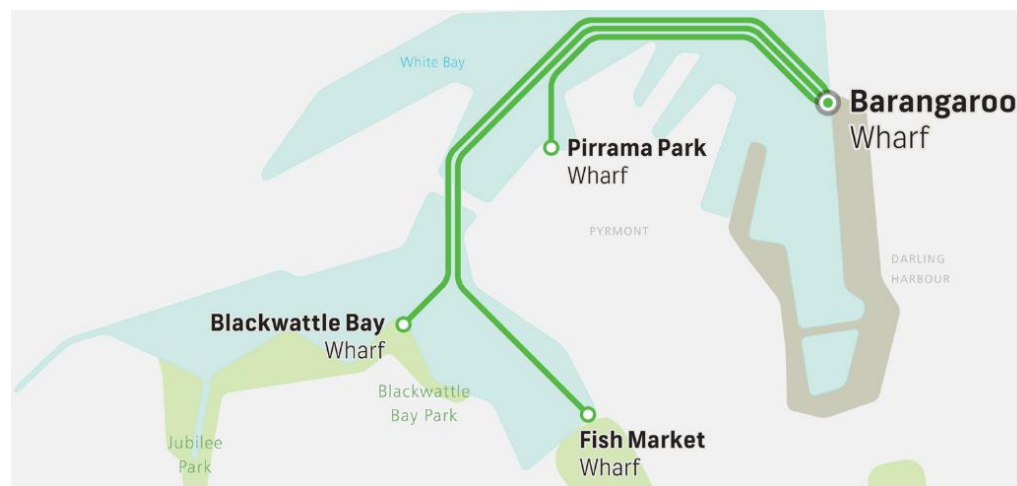 White Bay
Barangaroo
Wharf
Pirrama Park
Wharf
PYRMONT
DARLING
HARBOUR
Blackwattle Bay
Wharf
Blackwattle
Bay Park
Fish Market
Wharf
Jubilee
Park